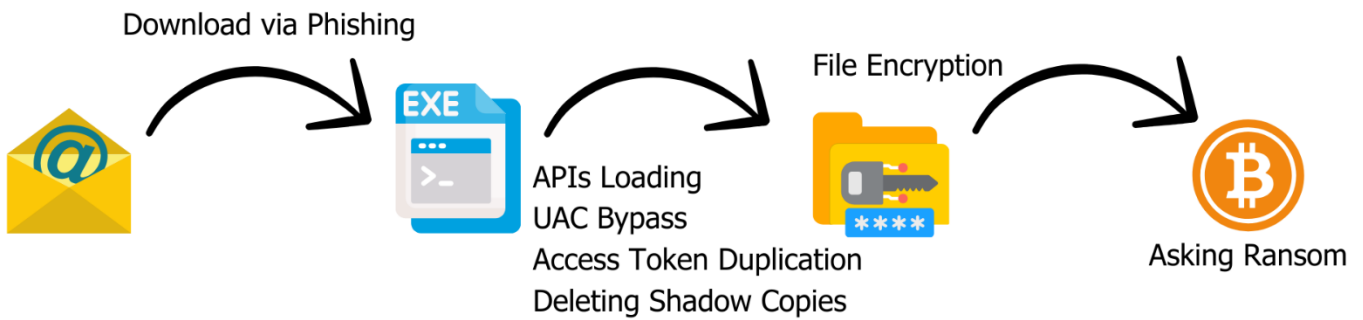 Download via Phishing
EXE
>_
APIs Loading
UAC Bypass
Access Token Duplication
Deleting Shadow Copies
File Encryption
@
****
₿
Asking Ransom